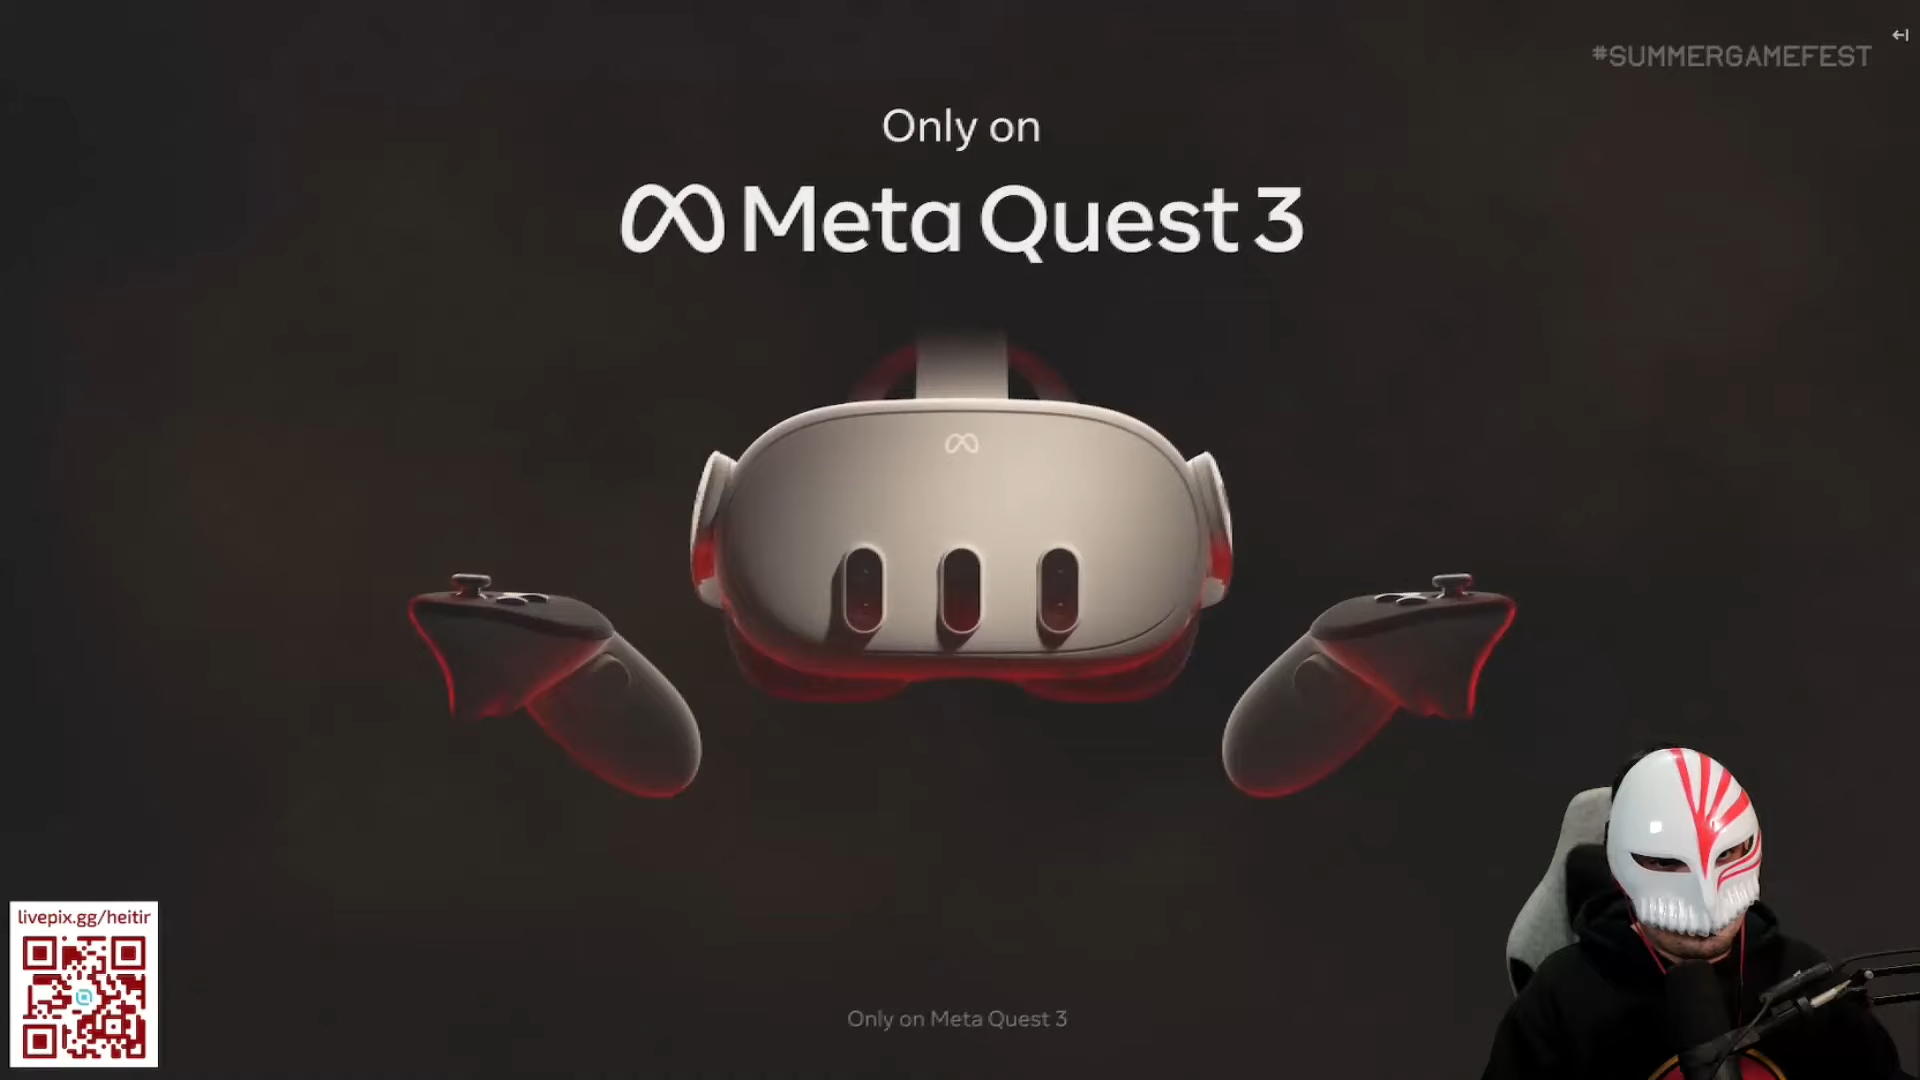 #SUMMERGAMEFEST
Only on
Meta Quest 3
livepix.gg/heitir
Only on Meta Quest 3